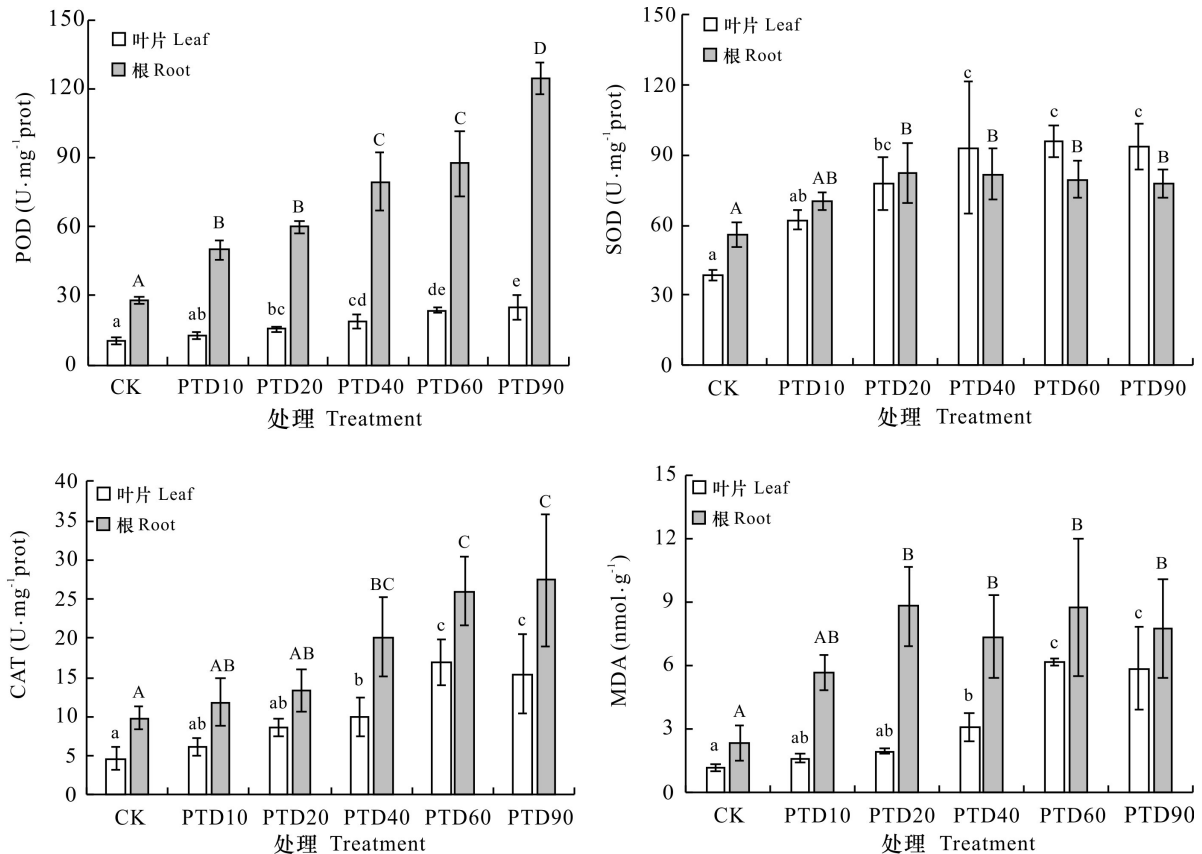 150
120
90
60
30
0
POD (U·mg⁻¹prot)
叶片 Leaf
根 Root
a A ab B bc B cd C de C e D
CK PTD10 PTD20 PTD40 PTD60 PTD90
处理 Treatment
150
120
90
60
30
0
SOD (U·mg⁻¹prot)
叶片 Leaf
根 Root
a A ab AB bc B c B c B c B
CK PTD10 PTD20 PTD40 PTD60 PTD90
处理 Treatment
40
35
30
25
20
15
10
5
0
CAT (U·mg⁻¹prot)
叶片 Leaf
根 Root
a A ab AB ab AB b BC c C c C
CK PTD10 PTD20 PTD40 PTD60 PTD90
处理 Treatment
15
12
9
6
3
0
MDA (nmol·g⁻¹)
叶片 Leaf
根 Root
a A ab AB ab B b B c B c B
CK PTD10 PTD20 PTD40 PTD60 PTD90
处理 Treatment